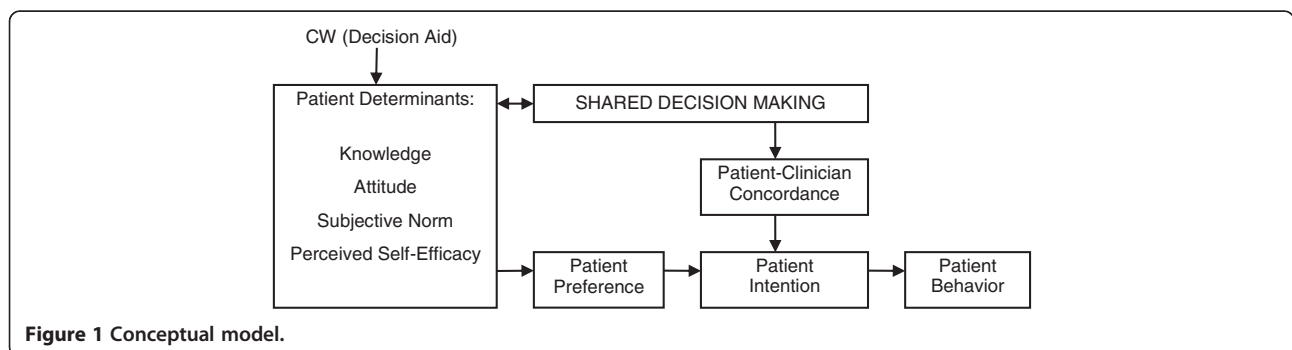 CW (Decision Aid)
Patient Determinants:
Knowledge
Attitude
Subjective Norm
Perceived Self-Efficacy
SHARED DECISION MAKING
Patient-Clinician
Concordance
Patient
Preference
Patient
Intention
Patient
Behavior
Figure 1 Conceptual model.